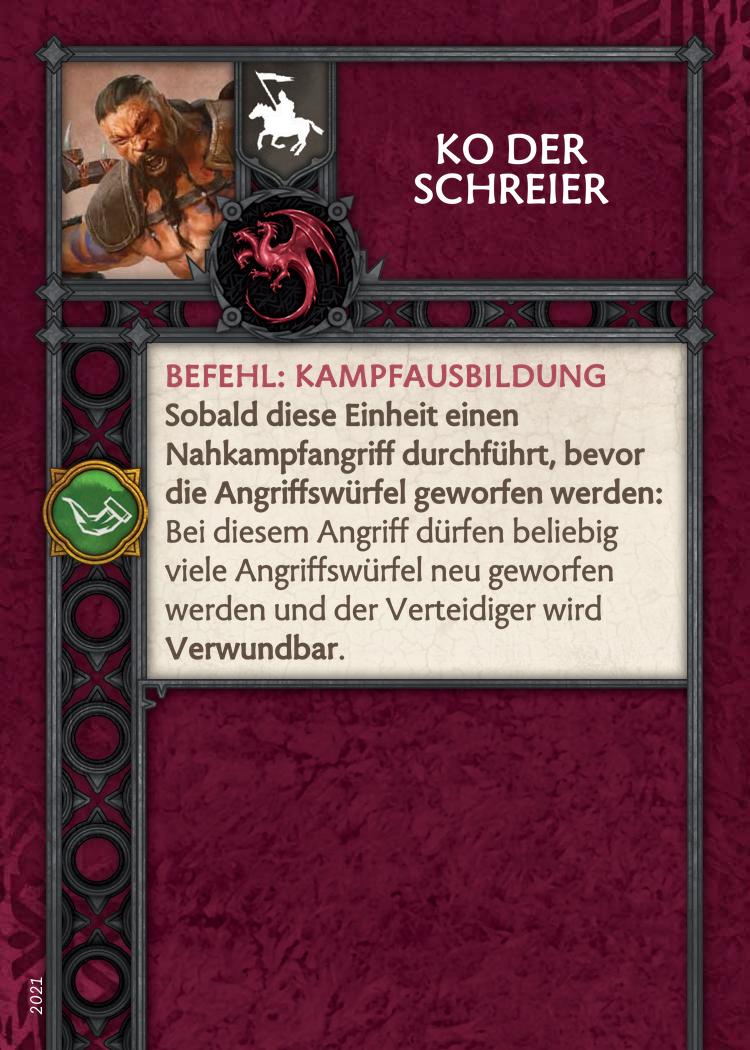 KO DER
SCHREIER
BEFEHL: KAMPFAUSBILDUNG
Sobald diese Einheit einen
Nahkampfangriff durchführt, bevor
die Angriffswürfel geworfen werden:
Bei diesem Angriff dürfen beliebig
viele Angriffswürfel neu geworfen
werden und der Verteidiger wird
Verwundbar.
2021